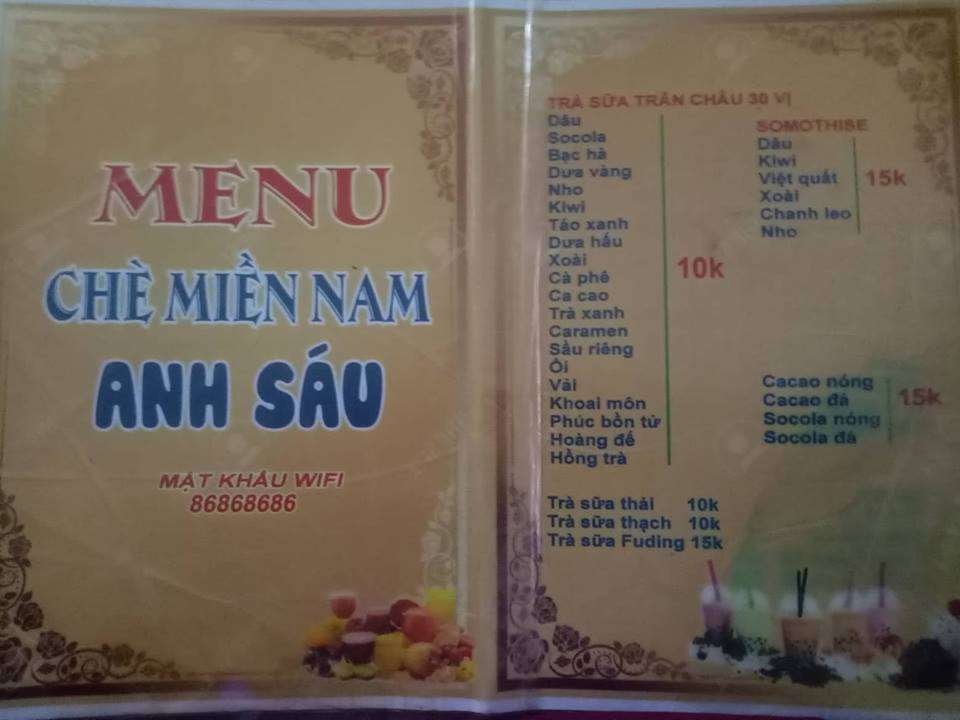 MENU
CHÈ MIỀN NAM
ANH SÁU
MẬT KHẨU WIFI
86868686
TRÀ SỮA TRÂN CHÂU 30 VỊ
Dâu
Socola
Bạc hà
Dưa vàng
Nho
Kiwi
Táo xanh
Dưa hấu
Xoài
Cà phê
Ca cao
Trà xanh
Caramen
Sầu riêng
Ổi
Vải
Khoai môn
Phúc bồn tử
Hoàng đế
Hồng trà
10k
Trà sữa thái 10k
Trà sữa thạch 10k
Trà sữa Fuding 15k
SOMOTHISE
Dâu
Kiwi
Việt quất
Xoài
Chanh leo
Nho
15k
Cacao nóng
Cacao đá
Socola nóng
Socola đá
15k